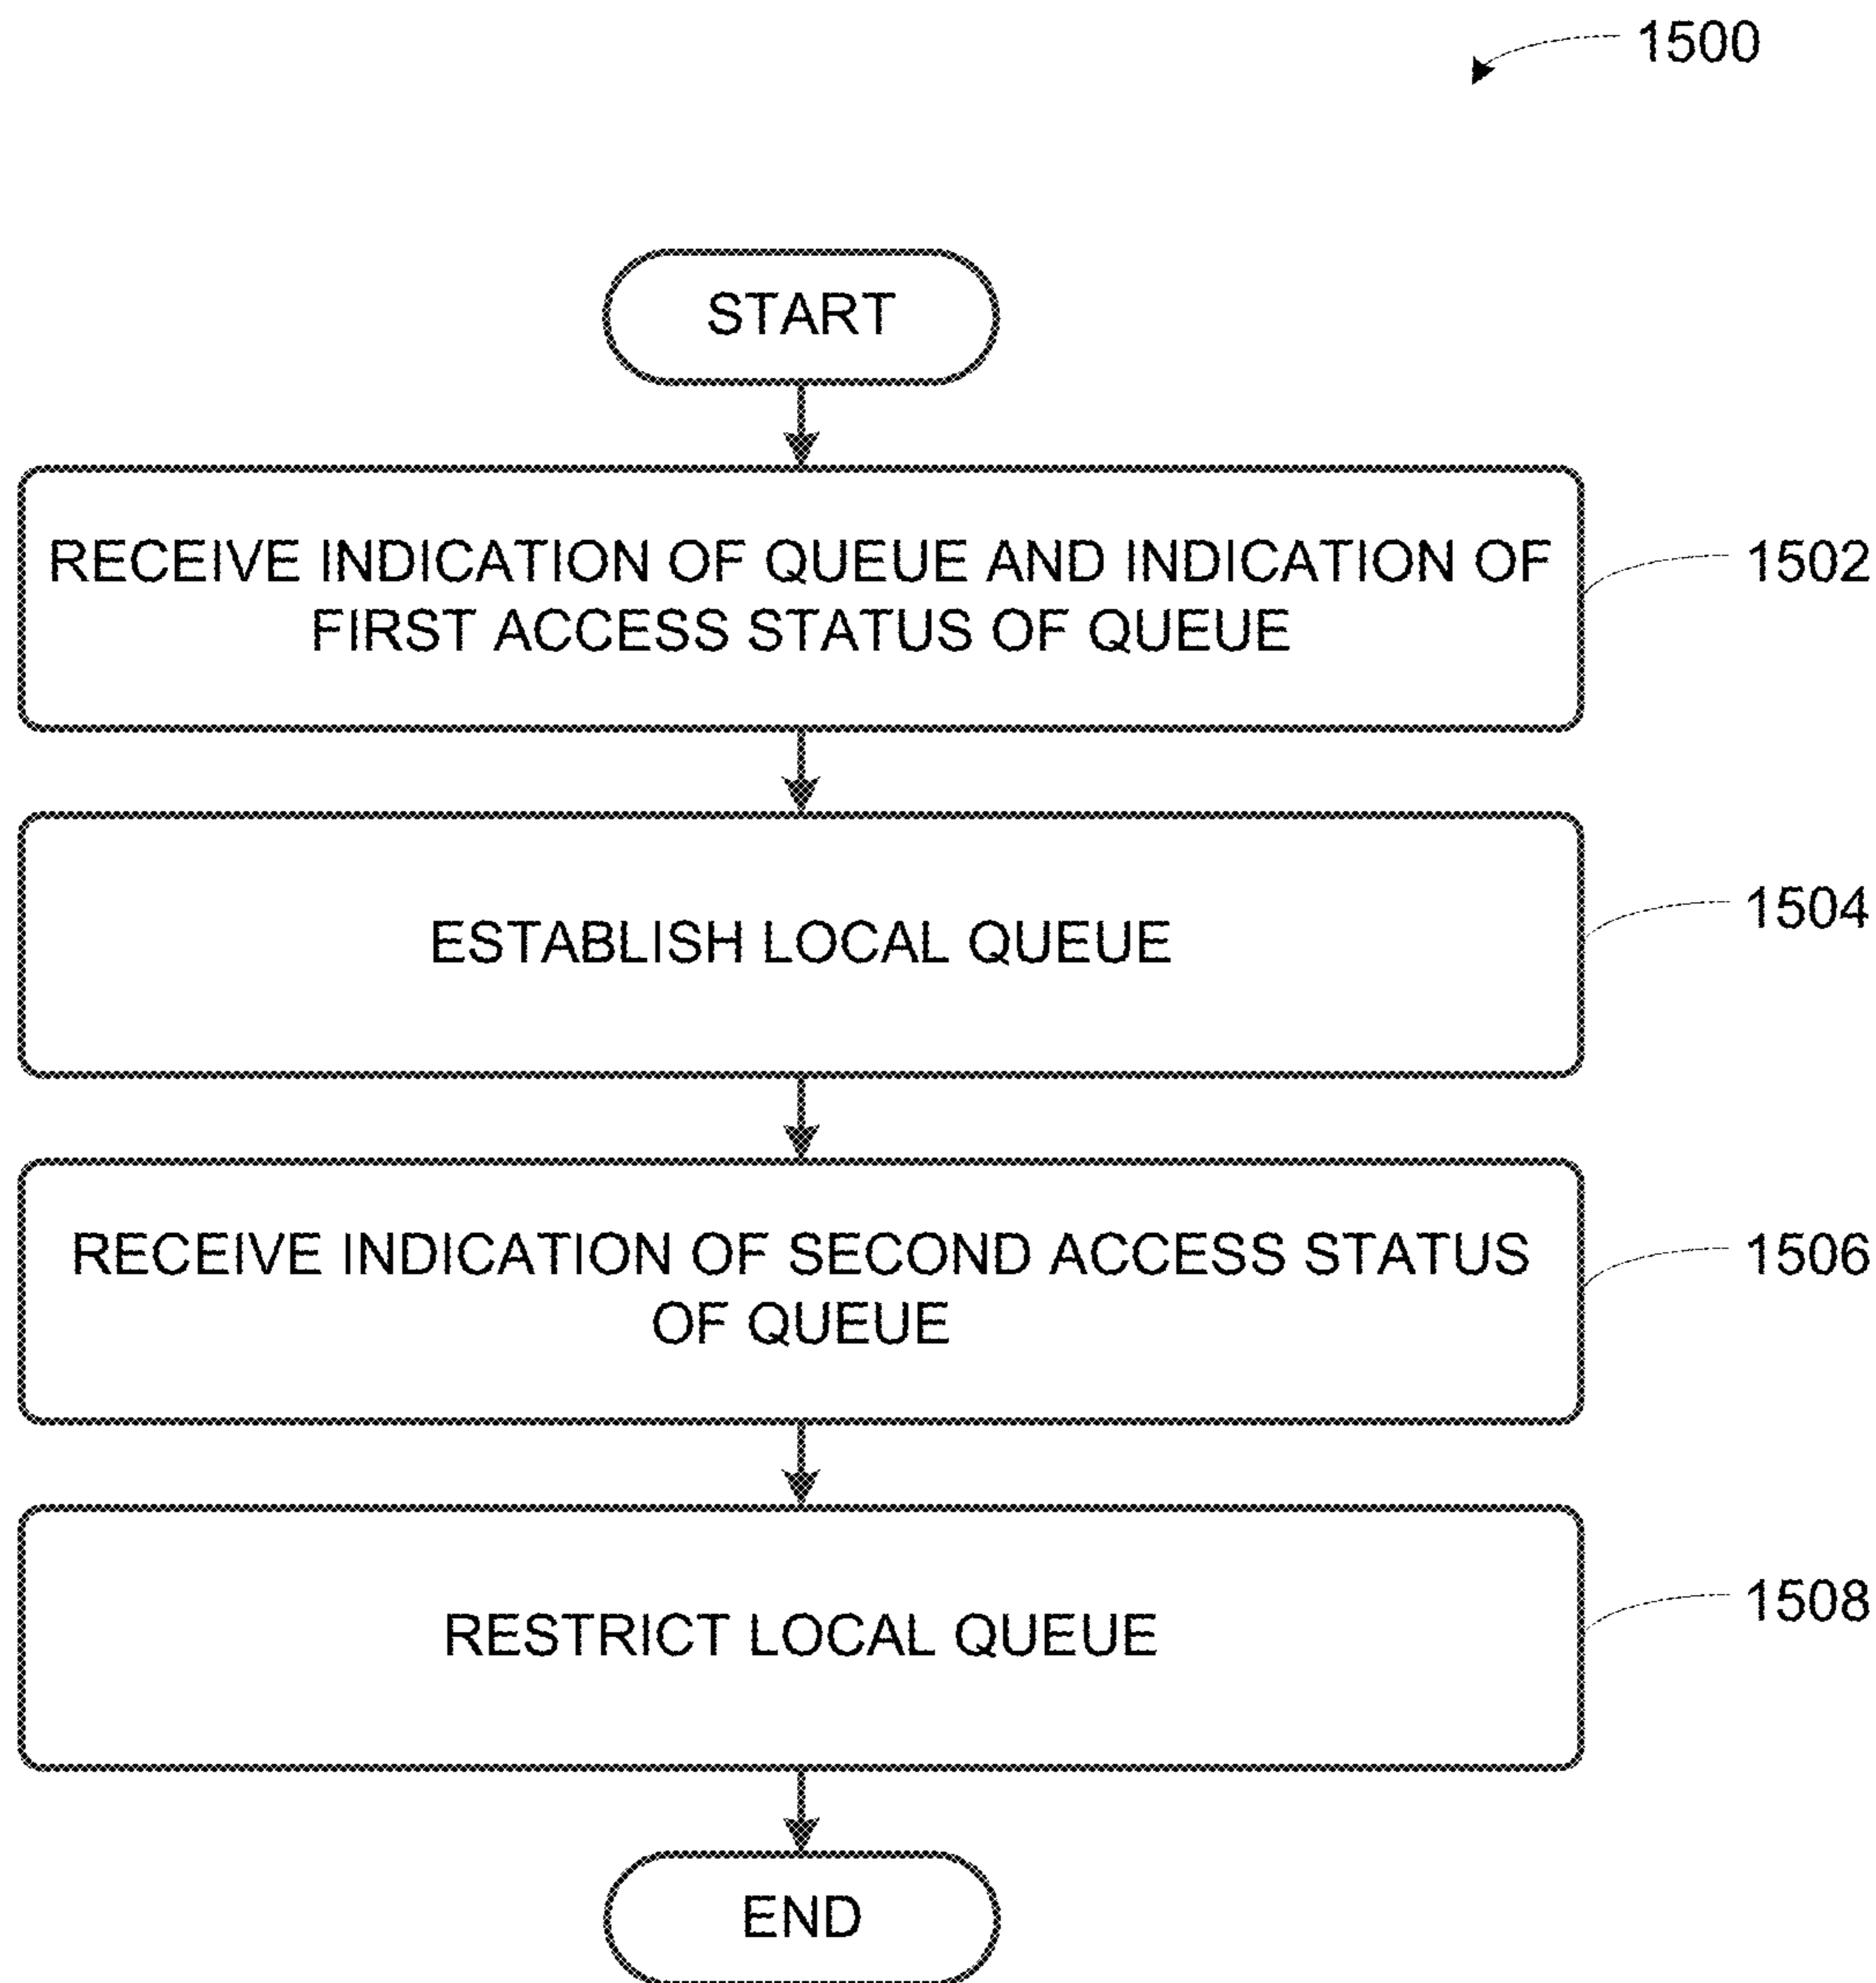 1500
START
RECEIVE INDICATION OF QUEUE AND INDICATION OF
FIRST ACCESS STATUS OF QUEUE
1502
ESTABLISH LOCAL QUEUE
1504
RECEIVE INDICATION OF SECOND ACCESS STATUS
OF QUEUE
1506
RESTRICT LOCAL QUEUE
1508
END